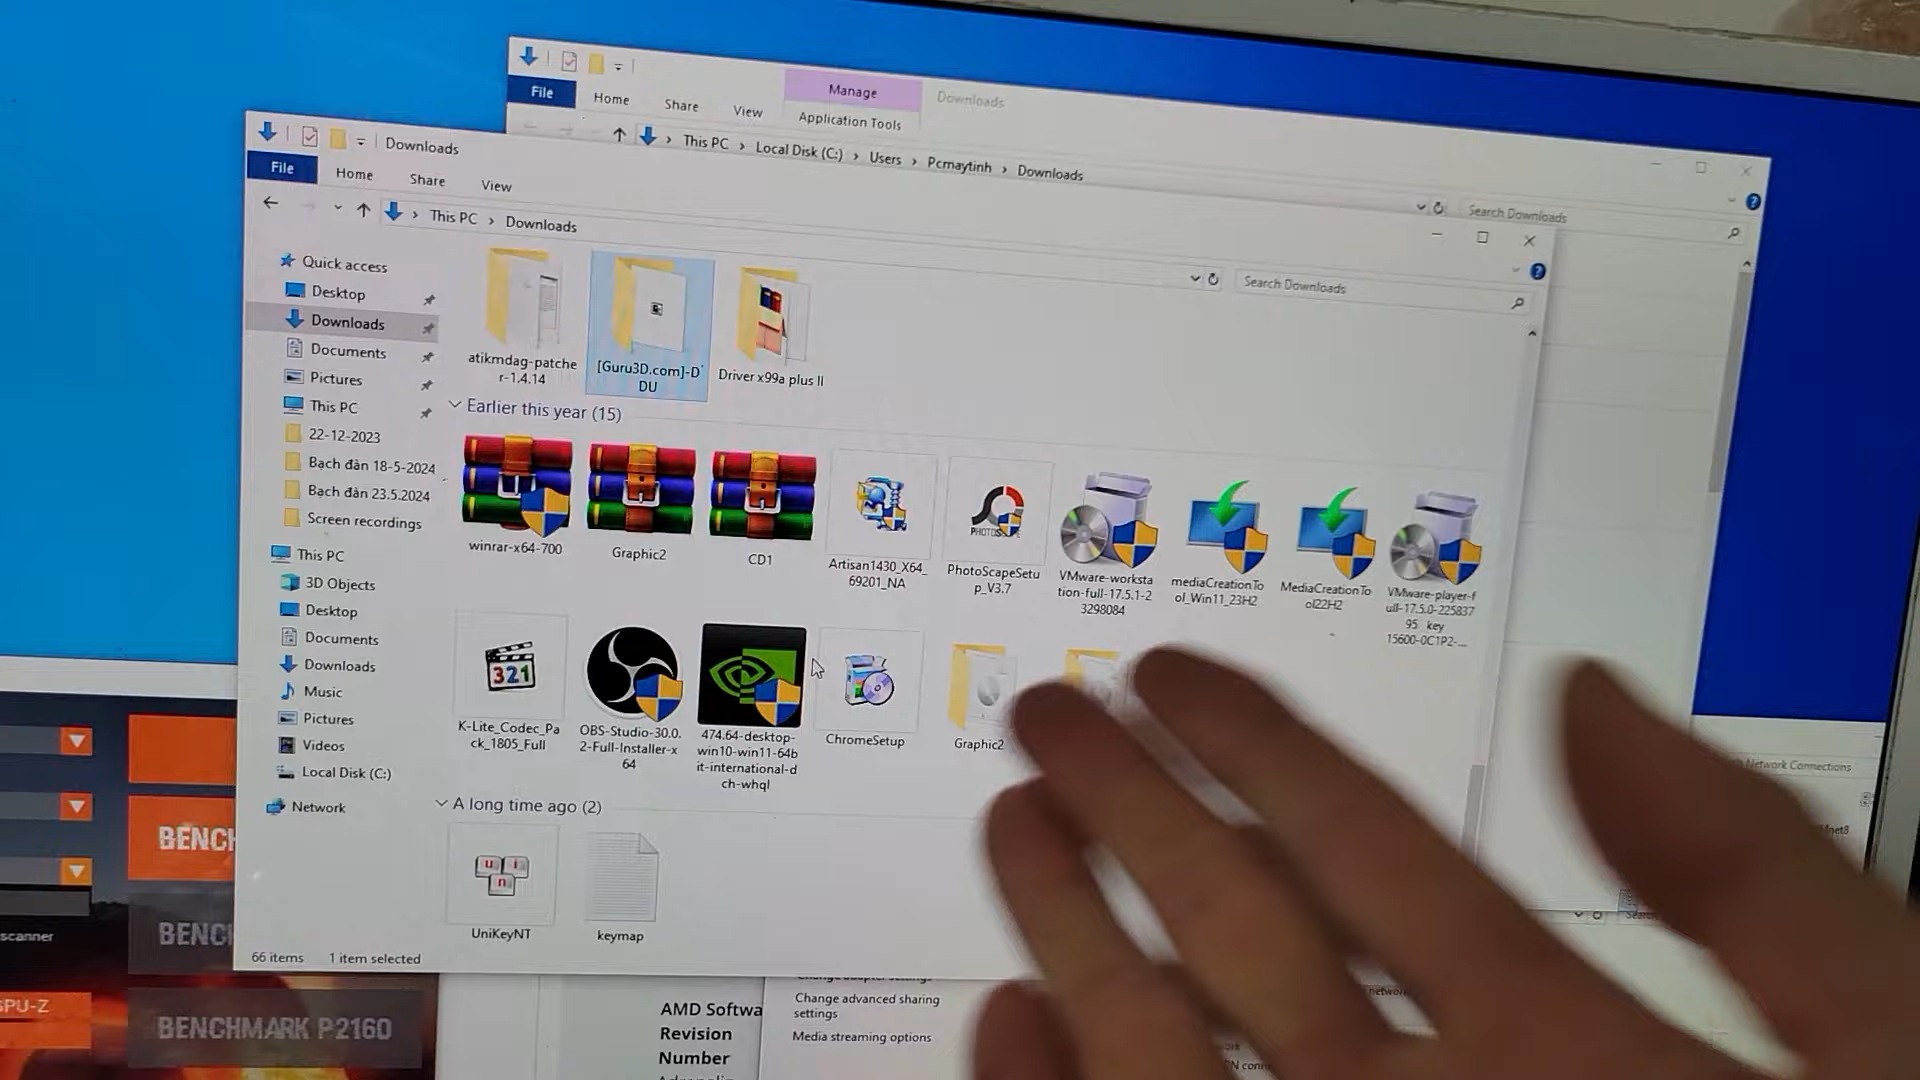 Manage
Downloads
File
Home
Share
View
Application Tools
This PC
Local Disk (C:)
Users
Pcmaytinh
Downloads
Search Downloads
Downloads
File
Home
Share
View
This PC
Downloads
Search Downloads
Quick access
Desktop
Downloads
Documents
Pictures
This PC
22-12-2023
Bạch đàn 18-5-2024
Bạch đàn 23.5.2024
Screen recordings
This PC
3D Objects
Desktop
Documents
Downloads
Music
Pictures
Videos
Local Disk (C:)
Network
atikmdag-patche
r-1.4.14
[Guru3D.com]-D
DU
Driver x99a plus II
Earlier this year (15)
winrar-x64-700
Graphic2
CD1
Artisan1430_X64_
69201_NA
PhotoScapeSetu
p_V3.7
VMware-worksta
tion-full-17.5.1-2
3298084
mediaCreationTo
ol_Win11_23H2
MediaCreationTo
ol22H2
VMware-player-f
ull-17.5.0-225837
95 key
15600-0C1P2-...
321
K-Lite_Codec_Pa
ck_1805_Full
OBS-Studio-30.0.
2-Full-Installer-x
64
474.64-desktop-
win10-win11-64b
it-international-d
ch-whql
ChromeSetup
Graphic2
A long time ago (2)
u i
n
UniKeyNT
keymap
66 items
1 item selected
scanner
BENCH
BENC
BENCHMARK P2160
AMD Softwa
Revision
Number
Change advanced sharing
settings
Media streaming options
Network Connections